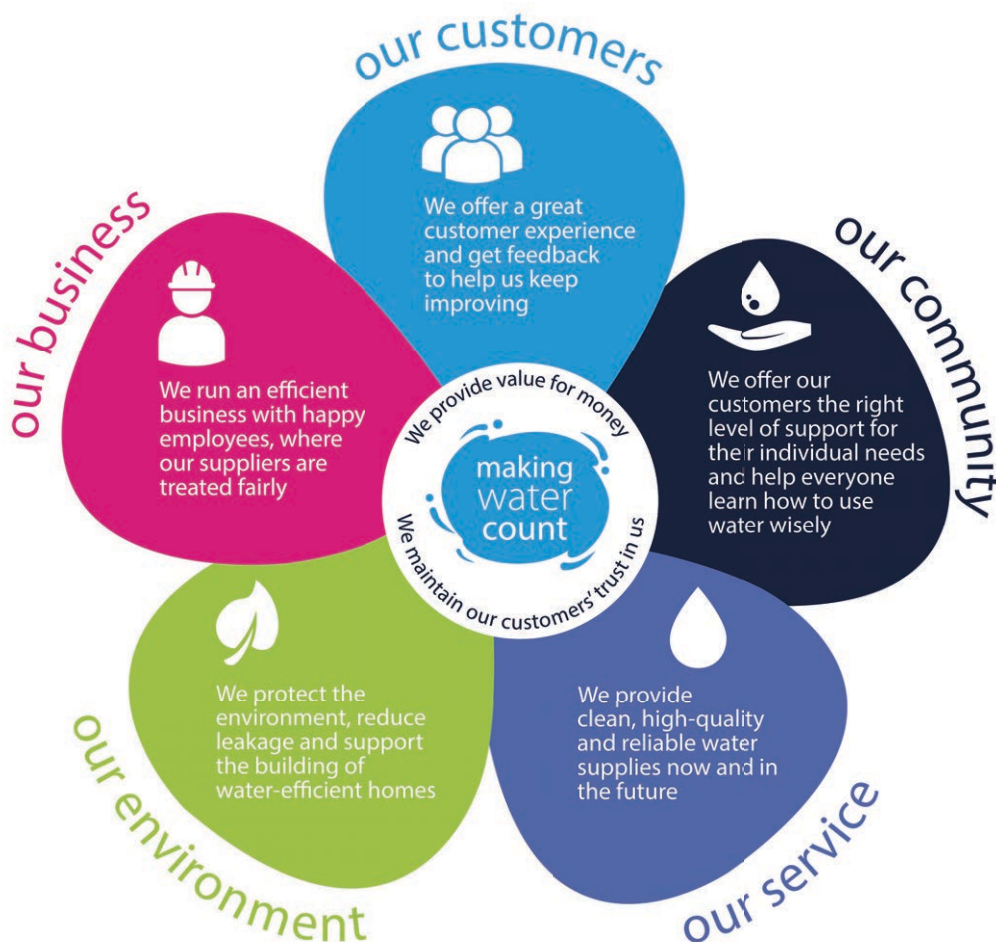 our customers
We offer a great
customer experience
and get feedback
to help us keep
improving
our community
We offer our
customers the right
level of support for
their individual needs
and help everyone
learn how to use
water wisely
our service
We provide
clean, high-quality
and reliable water
supplies now and in
the future
our environment
We protect the
environment, reduce
leakage and support
the building of
water-efficient homes
our business
We run an efficient
business with happy
employees, where
our suppliers are
treated fairly
We provide value for money
making
water
count
We maintain our customers' trust in us